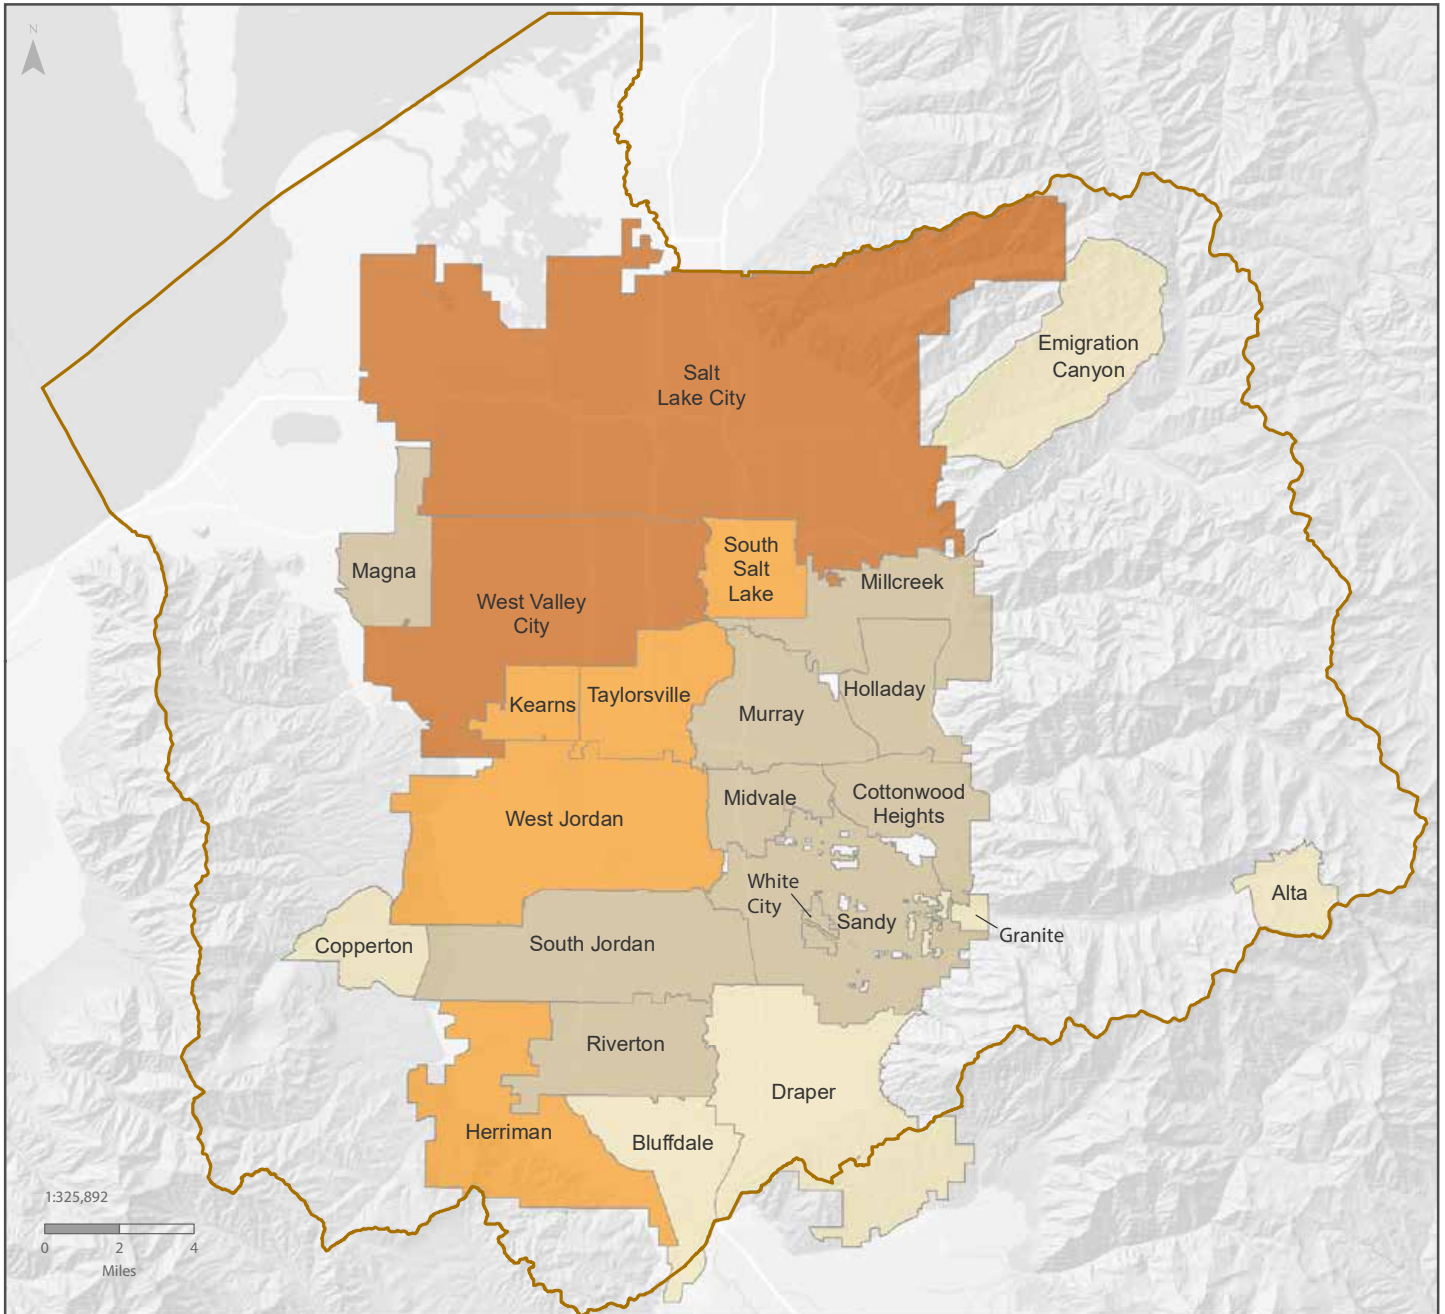 N
Emigration
Canyon
Salt
Lake City
South
Salt
Lake
Magna
Millcreek
West Valley
City
Holladay
Taylorsville
Kearns
Murray
Midvale
Cottonwood
Heights
West Jordan
White
City
Alta
Sandy
Granite
Copperton
South Jordan
Riverton
Draper
Herriman
Bluffdale
1:325,892
0 2 4
Miles